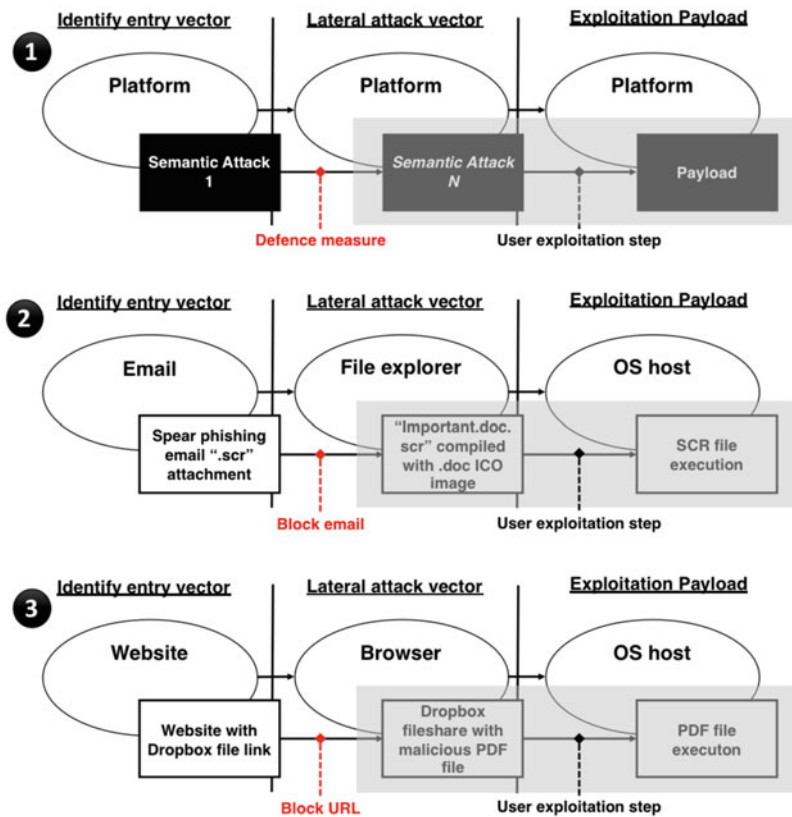 Identify entry vector Lateral attack vector Exploitation Payload
1
Platform Platform Platform
Semantic Attack
1
Semantic Attack
N
Payload
Defence measure
User exploitation step
Identify entry vector Lateral attack vector Exploitation Payload
2
Email File explorer OS host
Spear phishing
email ".scr"
attachment
"Important.doc.
scr" compiled
with .doc ICO
image
SCR file
execution
Block email
User exploitation step
Identify entry vector Lateral attack vector Exploitation Payload
3
Website Browser OS host
Website with
Dropbox file link
Dropbox
fileshare with
malicious PDF
file
PDF file
executon
Block URL
User exploitation step